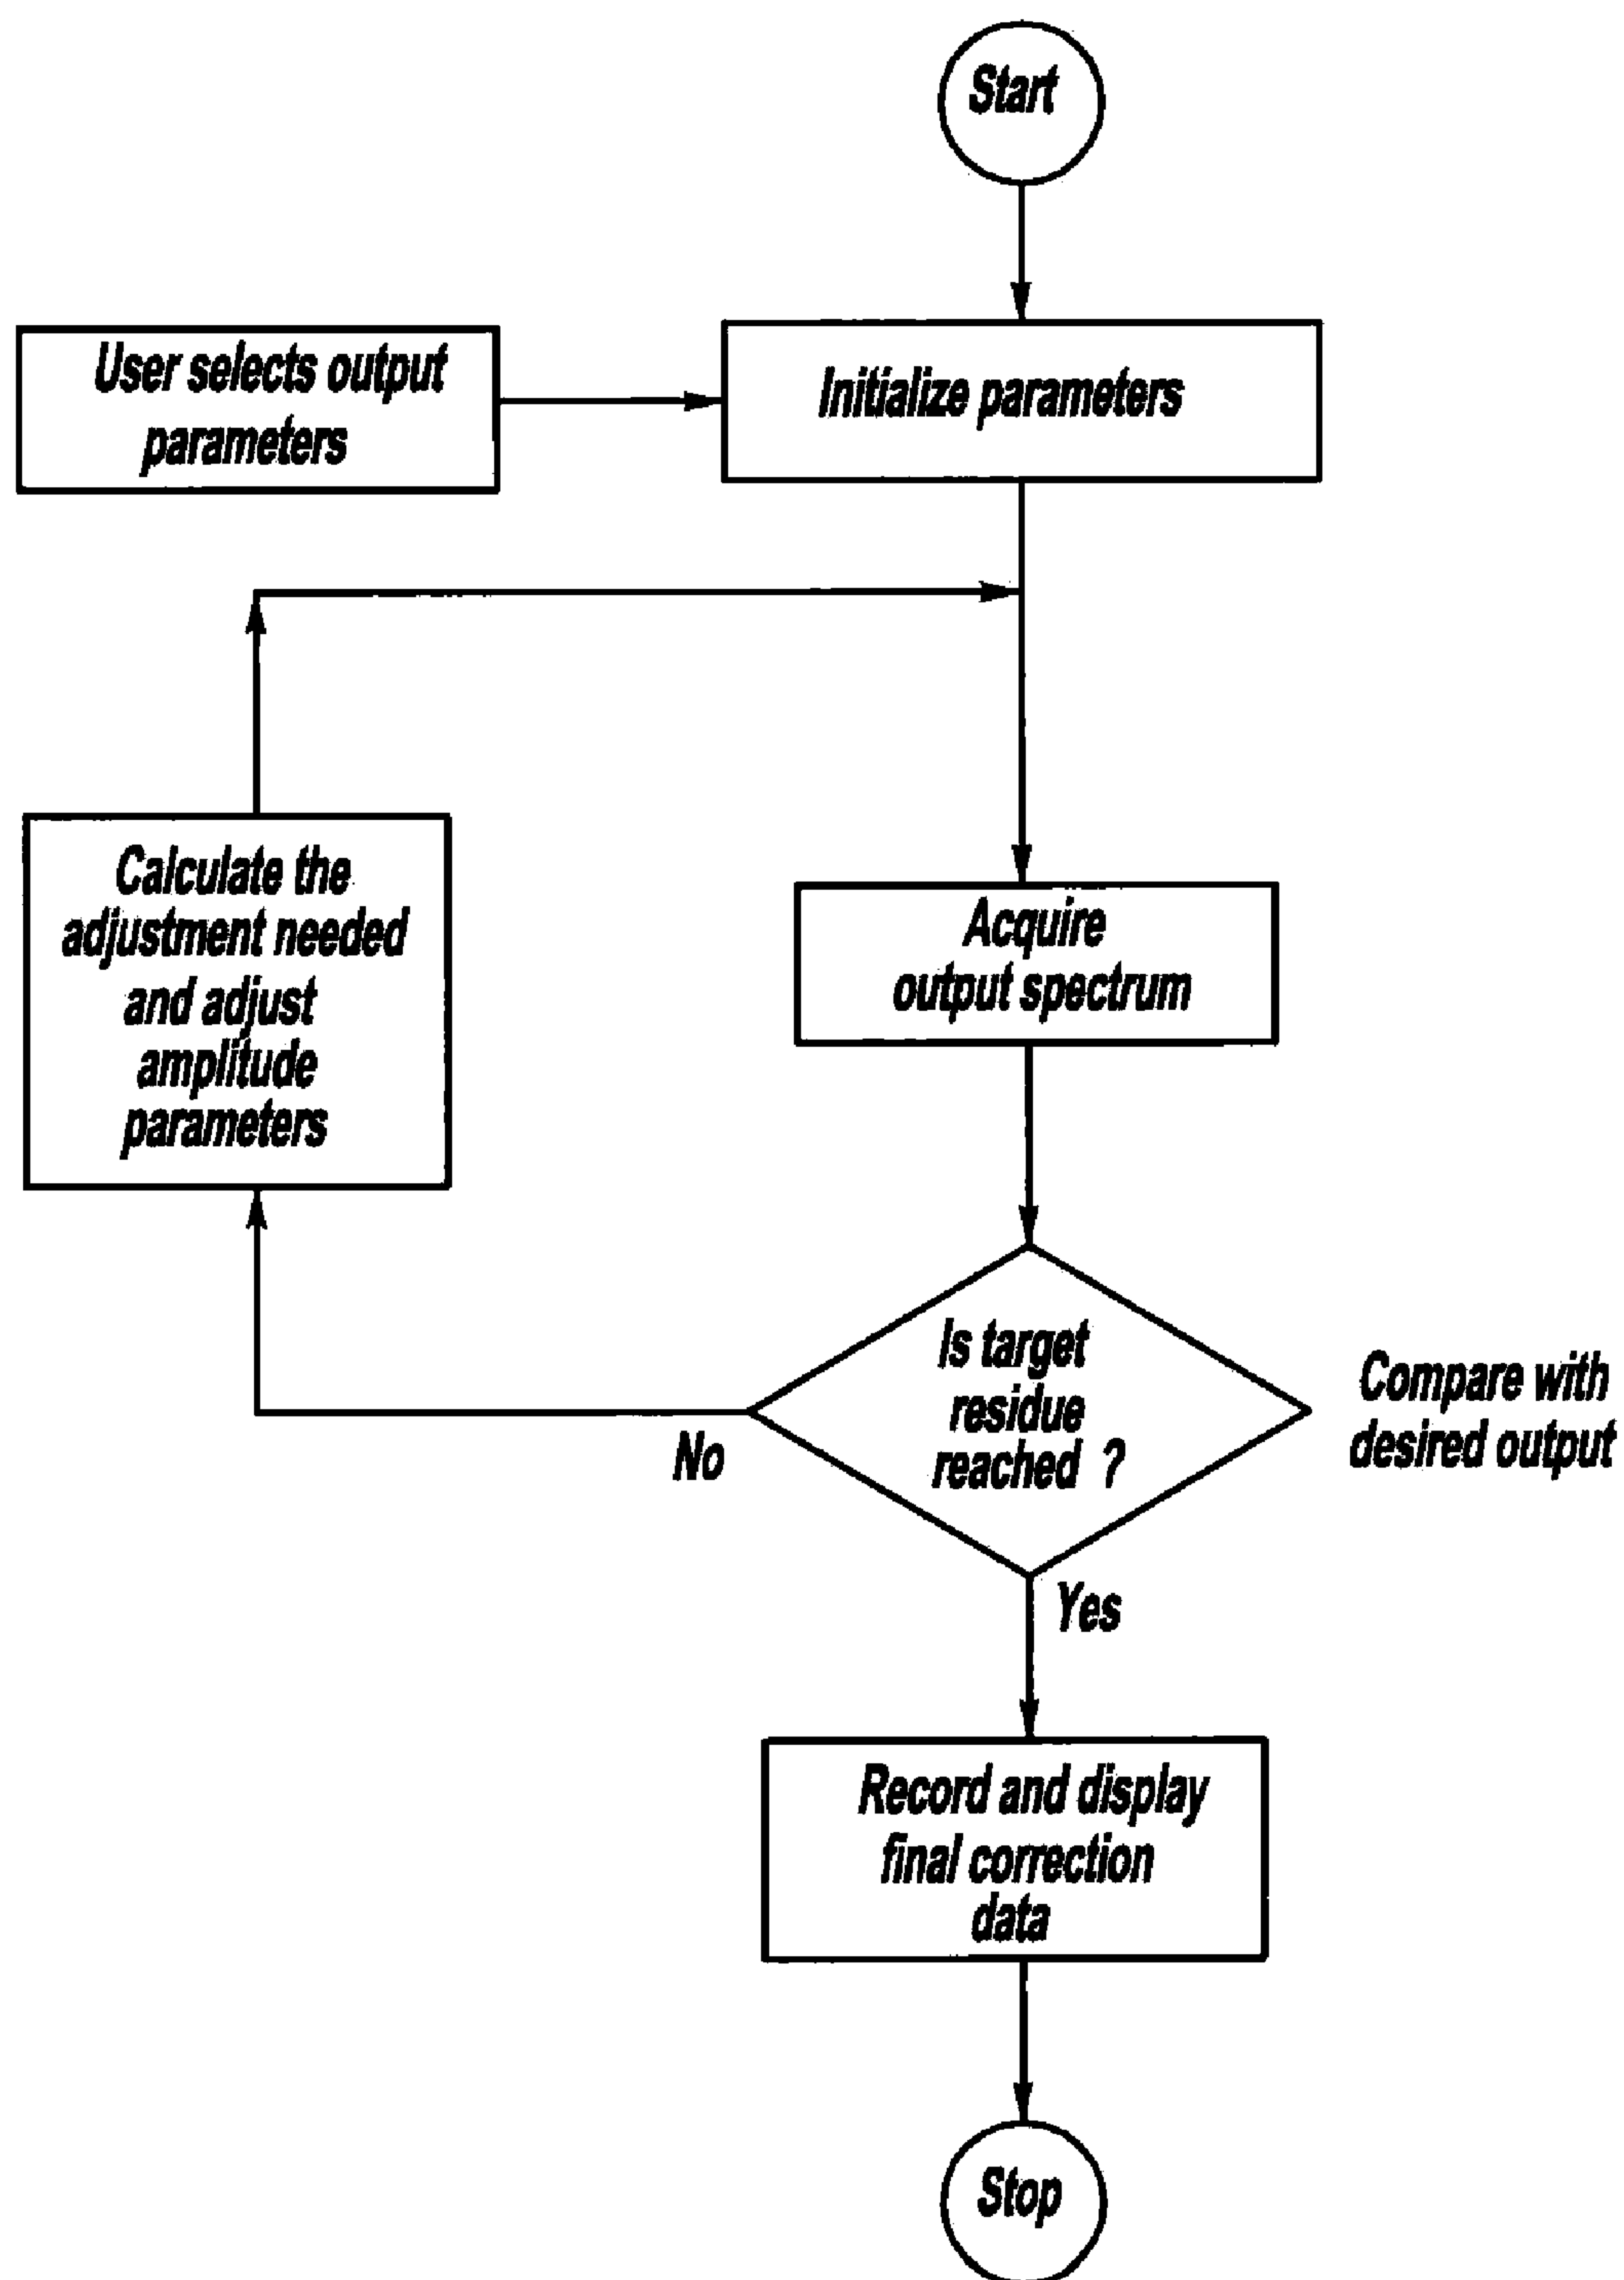 Start
User selects output
parameters
Initialize parameters
Calculate the
adjustment needed
and adjust
amplitude
parameters
Acquire
output spectrum
Is target
residue
reached ?
Compare with
desired output
No
Yes
Record and display
final correction
data
Stop